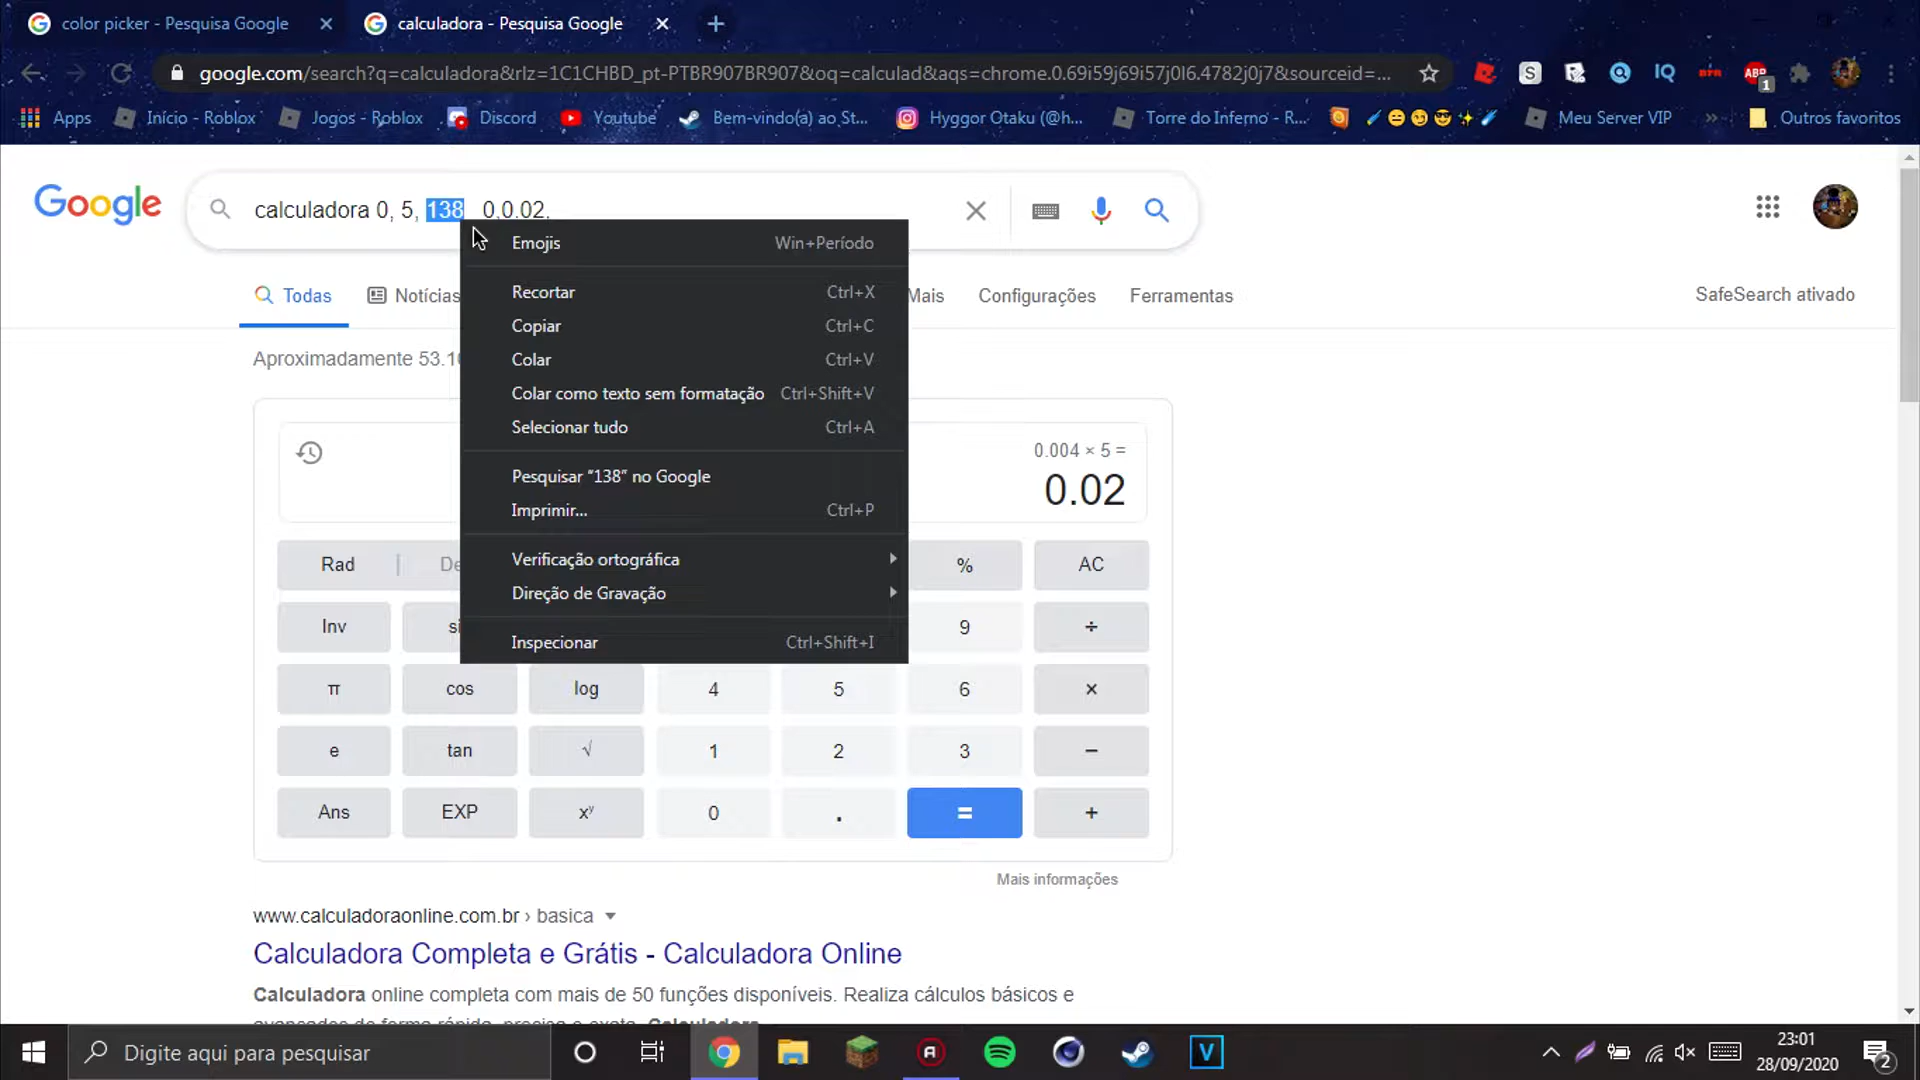 color picker - Pesquisa Google
calculadora - Pesquisa Google
google.com/search?q=calculadora&rlz=1C1CHBD_pt-PTBR907BR907&oq=calculad&aqs=chrome.0.69i59j69i57j0l6.4782j0j7&sourceid=...
Apps
Início - Roblox
Jogos - Roblox
Discord
Youtube
Bem-vindo(a) ao St...
Hyggor Otaku (@h...
Torre do Inferno - R...
Meu Server VIP
Outros favoritos
Google
calculadora 0, 5, 138 0,0.02.
Emojis Win+Período
Recortar Ctrl+X
Copiar Ctrl+C
Colar Ctrl+V
Colar como texto sem formatação Ctrl+Shift+V
Selecionar tudo Ctrl+A
Pesquisar “138” no Google
Imprimir... Ctrl+P
Verificação ortográfica
Direção de Gravação
Inspecionar Ctrl+Shift+I
Todas
Notícias
Mais
Configurações
Ferramentas
SafeSearch ativado
Aproximadamente 53.1
0.004 × 5 =
0.02
Rad De % AC
Inv si 9 ÷
π cos log 4 5 6 ×
e tan √ 1 2 3 −
Ans EXP xʸ 0 . = +
Mais informações
www.calculadoraonline.com.br › basica
Calculadora Completa e Grátis - Calculadora Online
Calculadora online completa com mais de 50 funções disponíveis. Realiza cálculos básicos e
Digite aqui para pesquisar
23:01
28/09/2020
2